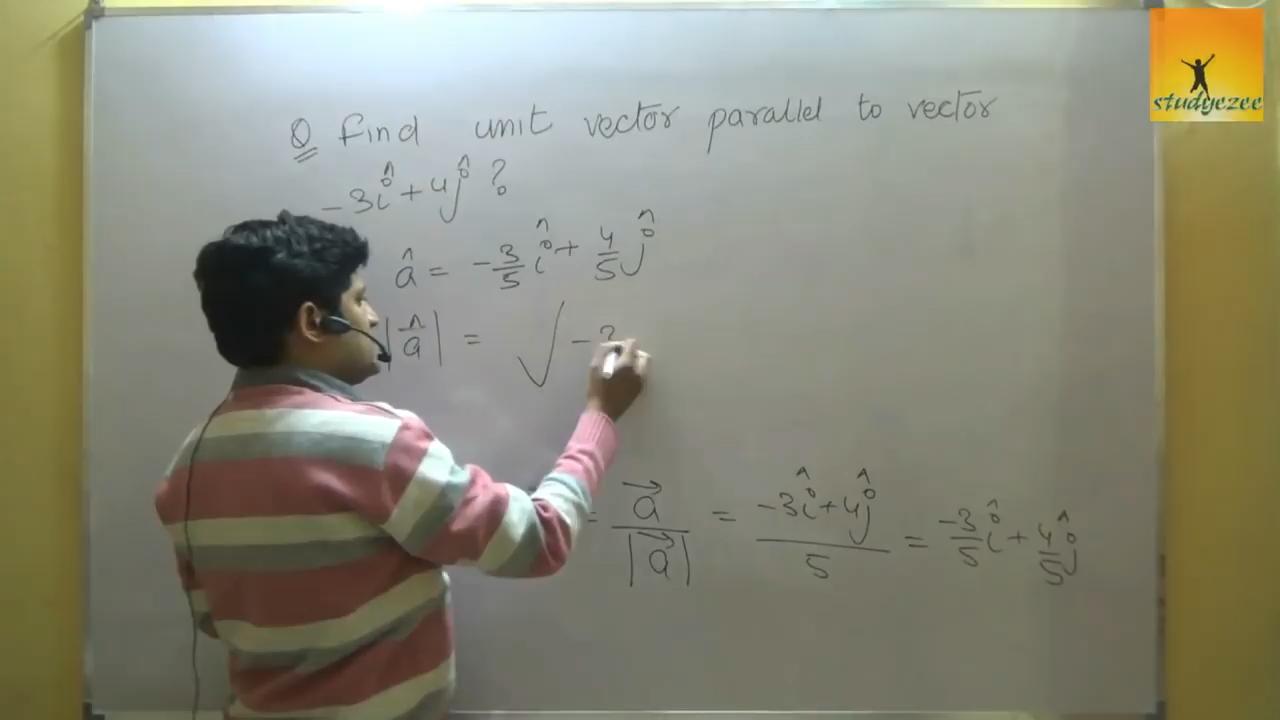 Q Find unit vector parallel to vector
-3î + 4ĵ ?
â = -3/5 î + 4/5 ĵ
|â| = √-3
= a⃗/|a⃗| = (-3î + 4ĵ)/5 = -3/5 î + 4/5 ĵ
studyezee